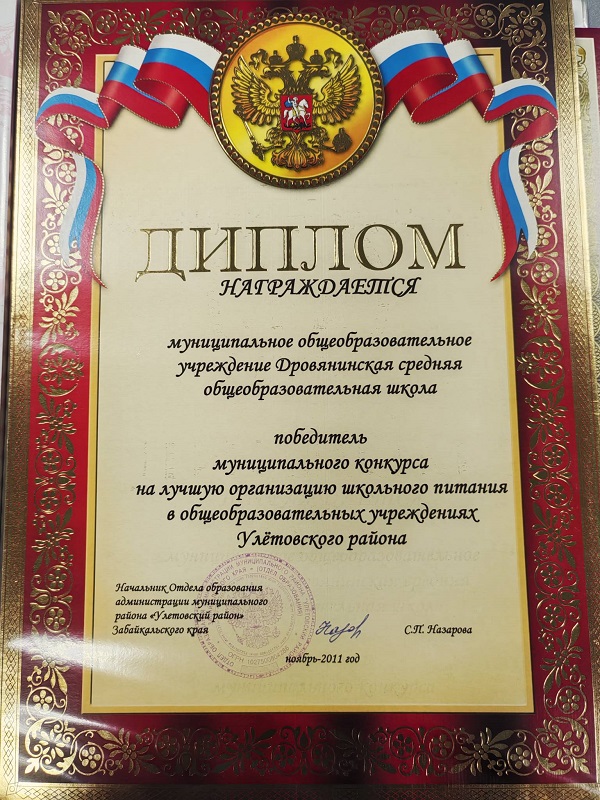 ДИПЛОМ
НАГРАЖДАЕТСЯ
муниципальное общеобразовательное
учреждение Дровянинская средняя
общеобразовательная школа
победитель
муниципального конкурса
на лучшую организацию школьного питания
в общеобразовательных учреждениях
Улётовского района
Начальник Отдела образования
администрации муниципального
района «Улетовский район»
Забайкальского края
С.П. Назарова
ноябрь-2011 год